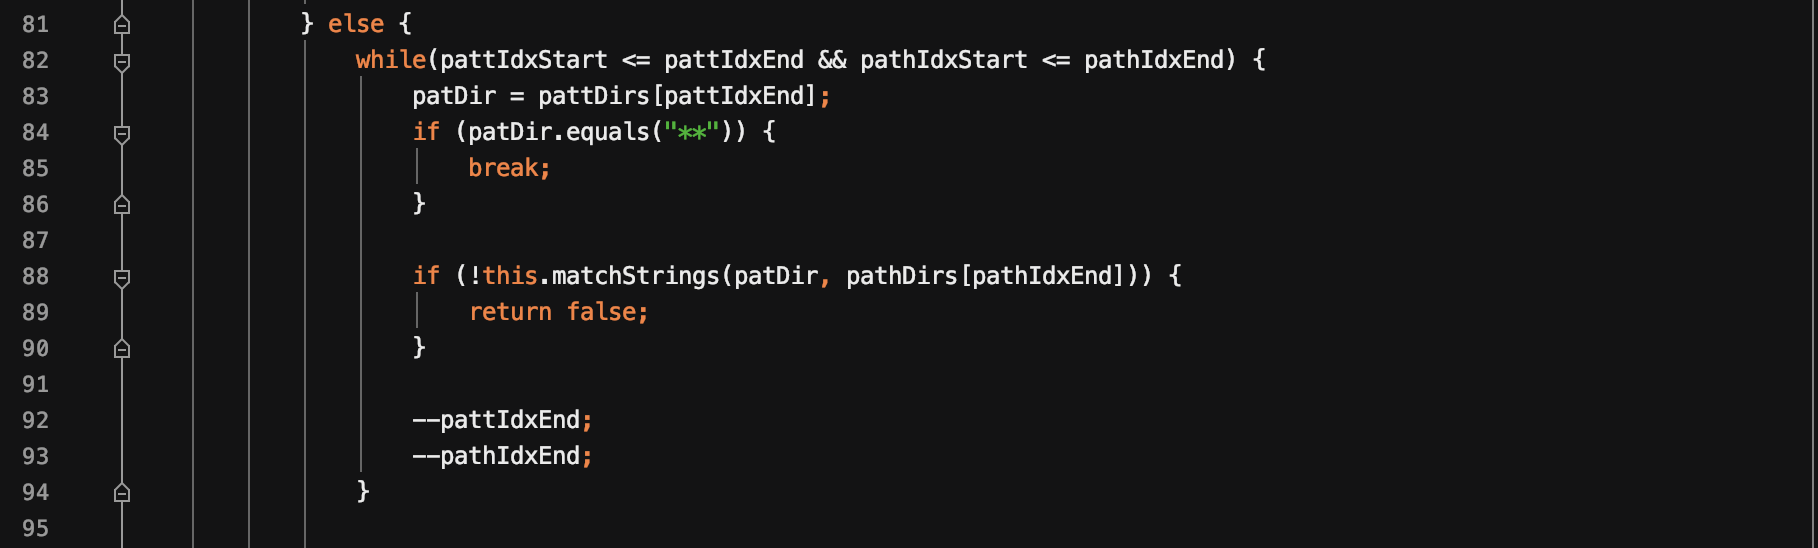 81 } else {
82 while(pattIdxStart <= pattIdxEnd && pathIdxStart <= pathIdxEnd) {
83 patDir = pattDirs[pattIdxEnd];
84 if (patDir.equals("**")) {
85 break;
86 }
87
88 if (!this.matchStrings(patDir, pathDirs[pathIdxEnd])) {
89 return false;
90 }
91
92 --pattIdxEnd;
93 --pathIdxEnd;
94 }
95